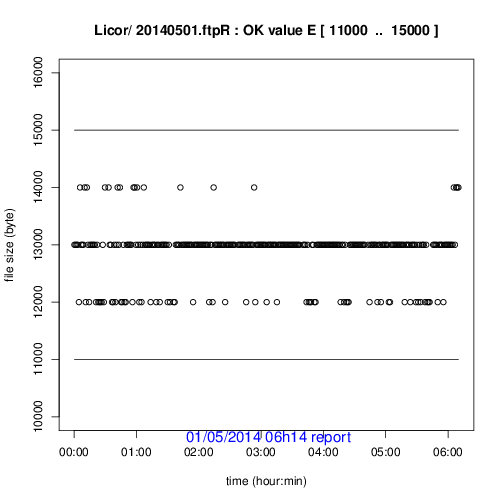 Licor/ 20140501.ftpR : OK value E [ 11000 .. 15000 ]
file size (byte)
16000
15000
14000
13000
12000
11000
10000
01/05/2014 06h14 report
00:00 01:00 02:00 03:00 04:00 05:00 06:00
time (hour:min)